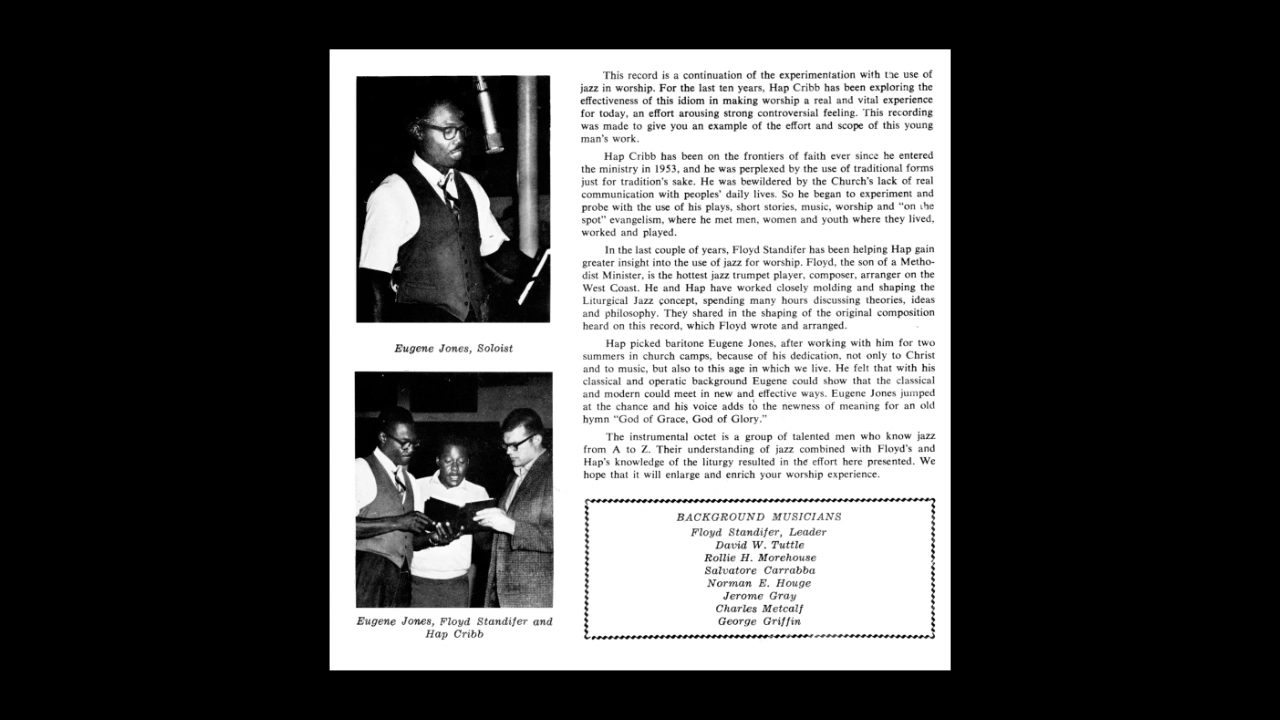 This record is a continuation of the experimentation with the use of
jazz in worship. For the last ten years, Hap Cribb has been exploring the
effectiveness of this idiom in making worship a real and vital experience
for today, an effort arousing strong controversial feeling. This recording
was made to give you an example of the effort and scope of this young
man's work.
Hap Cribb has been on the frontiers of faith ever since he entered
the ministry in 1953, and he was perplexed by the use of traditional forms
just for tradition's sake. He was bewildered by the Church's lack of real
communication with peoples' daily lives. So he began to experiment and
probe with the use of his plays, short stories, music, worship and "on the
spot" evangelism, where he met men, women and youth where they lived,
worked and played.
In the last couple of years, Floyd Standifer has been helping Hap gain
greater insight into the use of jazz for worship. Floyd, the son of a Metho-
dist Minister, is the hottest jazz trumpet player, composer, arranger on the
West Coast. He and Hap have worked closely molding and shaping the
Liturgical Jazz concept, spending many hours discussing theories, ideas
and philosophy. They shared in the shaping of the original composition
heard on this record, which Floyd wrote and arranged.
Hap picked baritone Eugene Jones, after working with him for two
summers in church camps, because of his dedication, not only to Christ
and to music, but also to this age in which we live. He felt that with his
classical and operatic background Eugene could show that the classical
and modern could meet in new and effective ways. Eugene Jones jumped
at the chance and his voice adds to the newness of meaning for an old
hymn "God of Grace, God of Glory."
The instrumental octet is a group of talented men who know jazz
from A to Z. Their understanding of jazz combined with Floyd's and
Hap's knowledge of the liturgy resulted in the effort here presented. We
hope that it will enlarge and enrich your worship experience.
Eugene Jones, Soloist
Eugene Jones, Floyd Standifer and
Hap Cribb
BACKGROUND MUSICIANS
Floyd Standifer, Leader
David W. Tuttle
Rollie H. Morehouse
Salvatore Carrabba
Norman E. Houge
Jerome Gray
Charles Metcalf
George Griffin